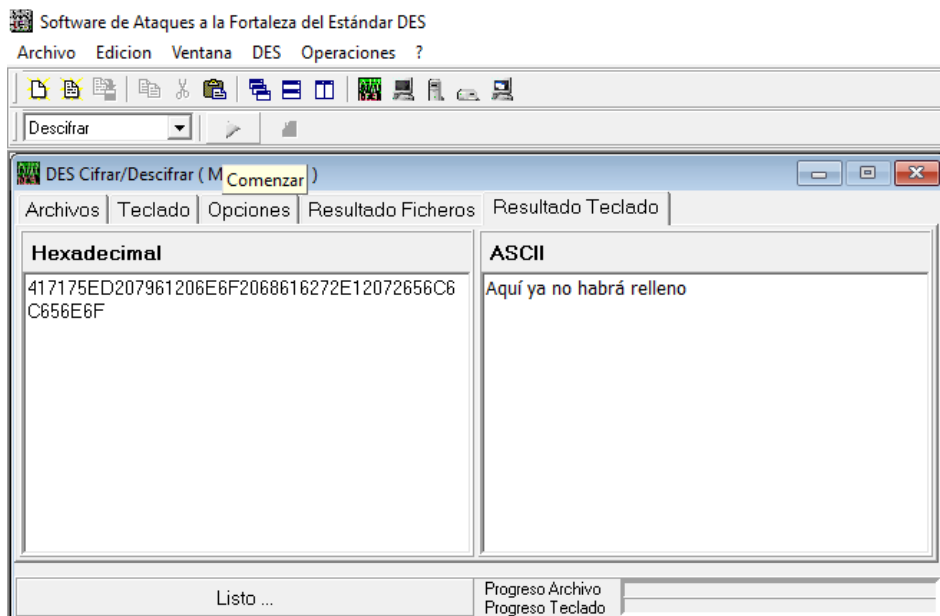 Software de Ataques a la Fortaleza del Estándar DES
Archivo Edicion Ventana DES Operaciones ?
Descifrar
DES Cifrar/Descifrar ( M )
Comenzar
Archivos Teclado Opciones Resultado Ficheros Resultado Teclado
Hexadecimal ASCII
417175ED207961206E6F2068616272E12072656C6 Aquí ya no habrá relleno
C656E6F
Listo ... Progreso Archivo
Progreso Teclado